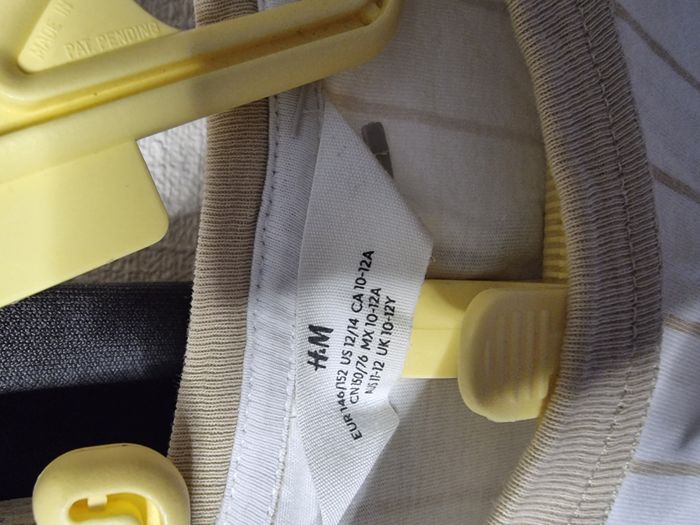 MADE IN
PAT. PENDING
H&M
EUR 146/152 US 12/14 CA 10-12A
CN 150/76 MX 10-12A
INS 11-12 UK 10-12Y